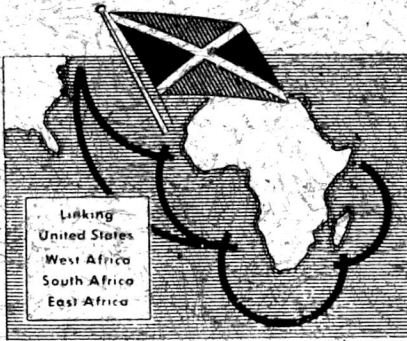 Linking
United States
West Africa
South Africa
East Africa